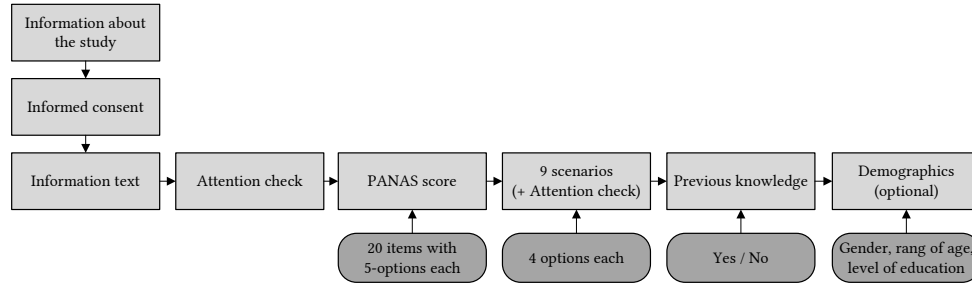 Information about
the study
Informed consent
Information text
Attention check
PANAS score
9 scenarios
(+ Attention check)
Previous knowledge
Demographics
(optional)
20 items with
5-options each
4 options each
Yes / No
Gender, rang of age,
level of education